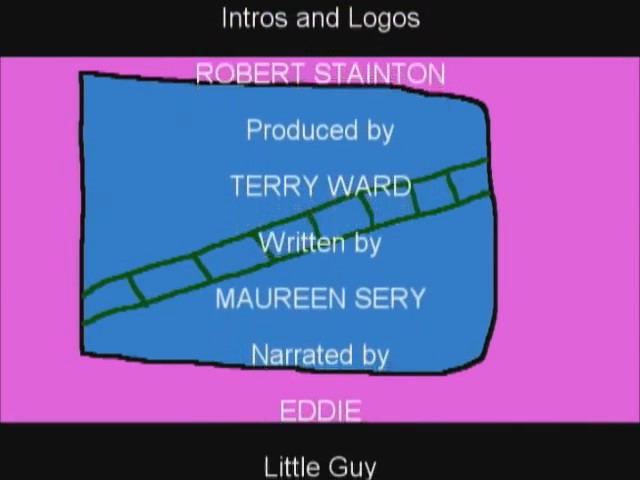 Intros and Logos
ROBERT STAINTON
Produced by
TERRY WARD
Written by
MAUREEN SERY
Narrated by
EDDIE
Little Guy